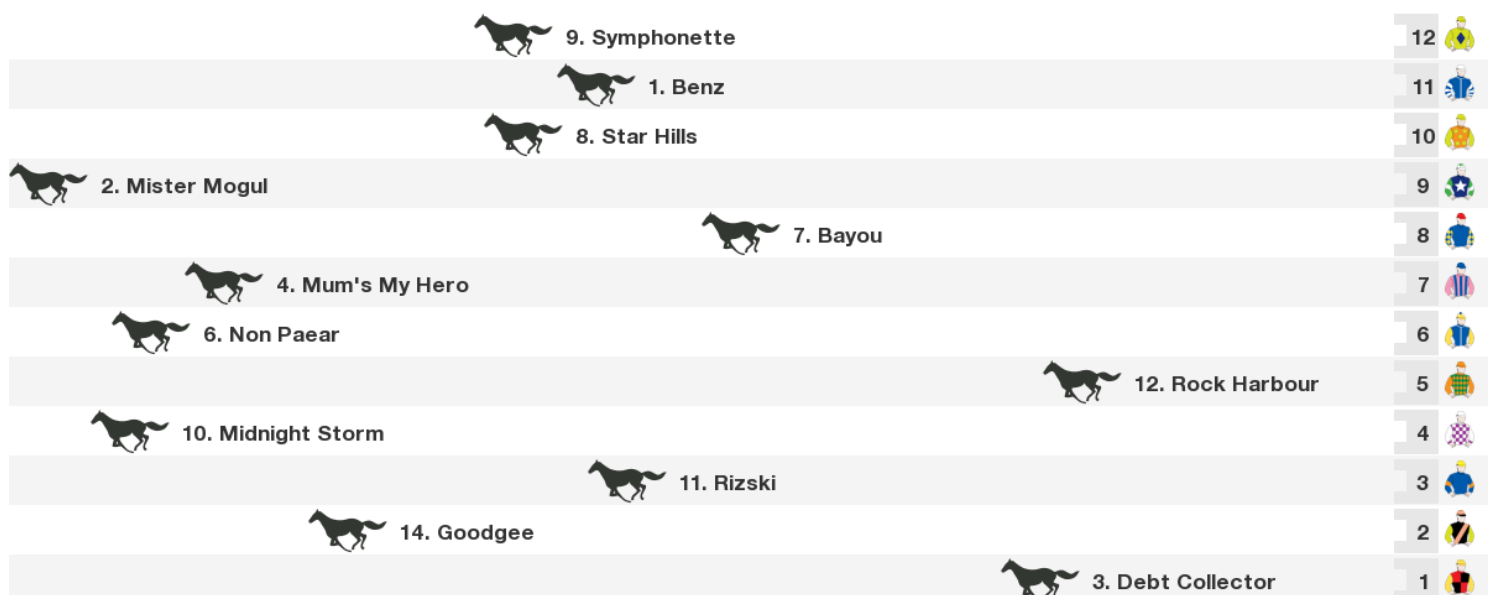 9. Symphonette 12
1. Benz 11
8. Star Hills 10
2. Mister Mogul 9
7. Bayou 8
4. Mum's My Hero 7
6. Non Paear 6
12. Rock Harbour 5
10. Midnight Storm 4
11. Rizski 3
14. Goodgee 2
3. Debt Collector 1